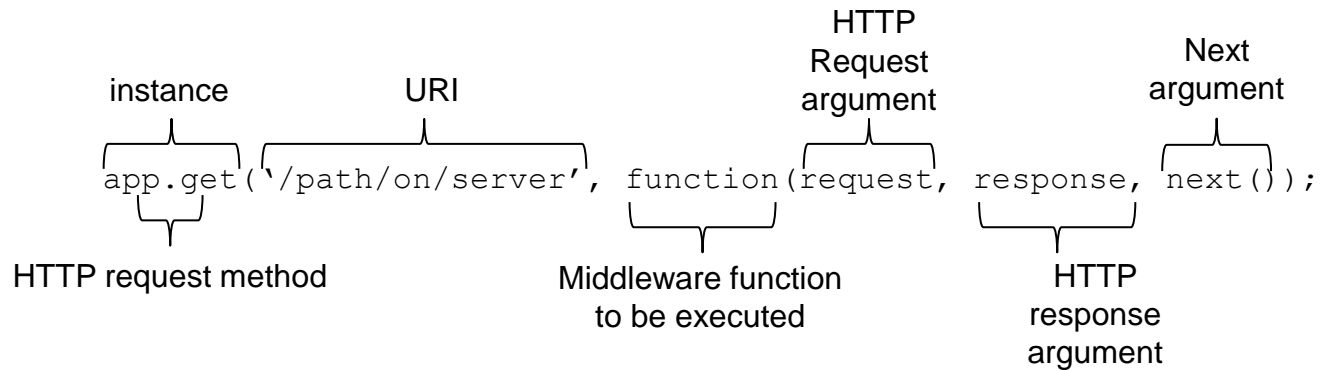 HTTP
Request
argument
Next
argument
instance
URI
app.get(‘/path/on/server’, function(request, response, next());
HTTP request method
Middleware function
to be executed
HTTP
response
argument